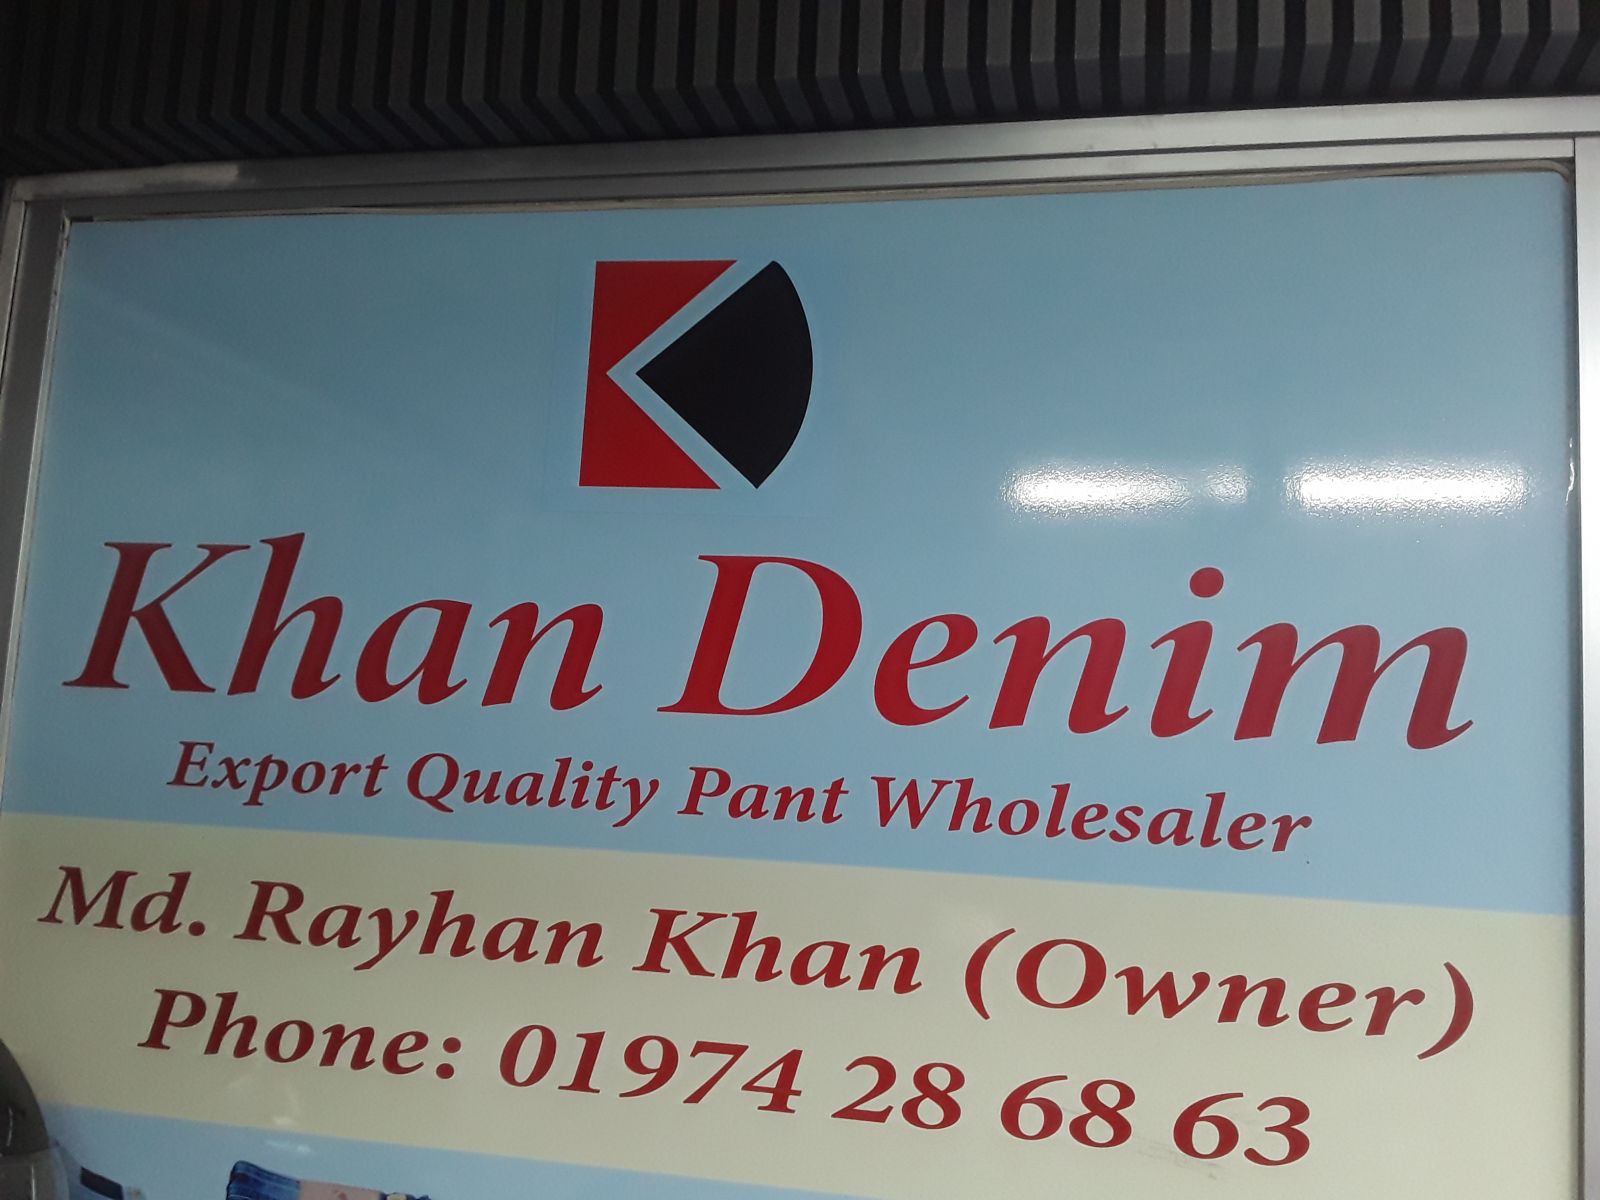 Khan Denim
Export Quality Pant Wholesaler
Md. Rayhan Khan (Owner)
Phone: 01974 28 68 63